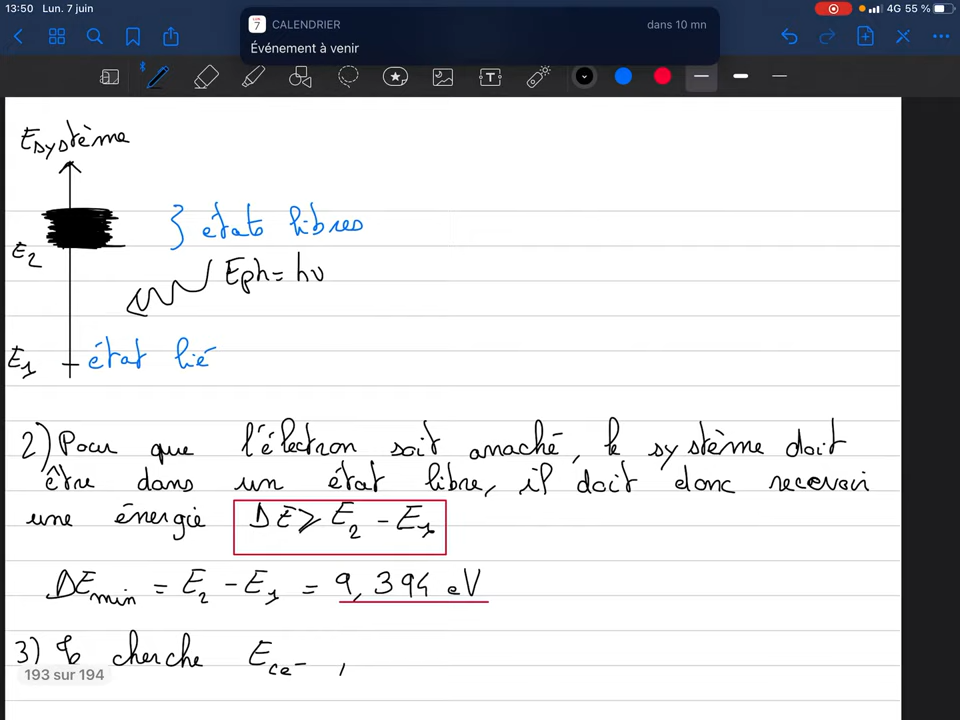 13:50 Lun. 7 juin
4G 55 %
LUN. 7 CALENDRIER dans 10 mn
Événement à venir
Esystème
} états libres
E2
Eph = hν
E1 état lié
2) Pour que l'électron soit arraché, le système doit
être dans un état libre, il doit donc recevoir
une énergie ΔE ⩾ E2 - E1
ΔEmin = E2 - E1 = 9,394 eV
3) On cherche Ece- ,
193 sur 194